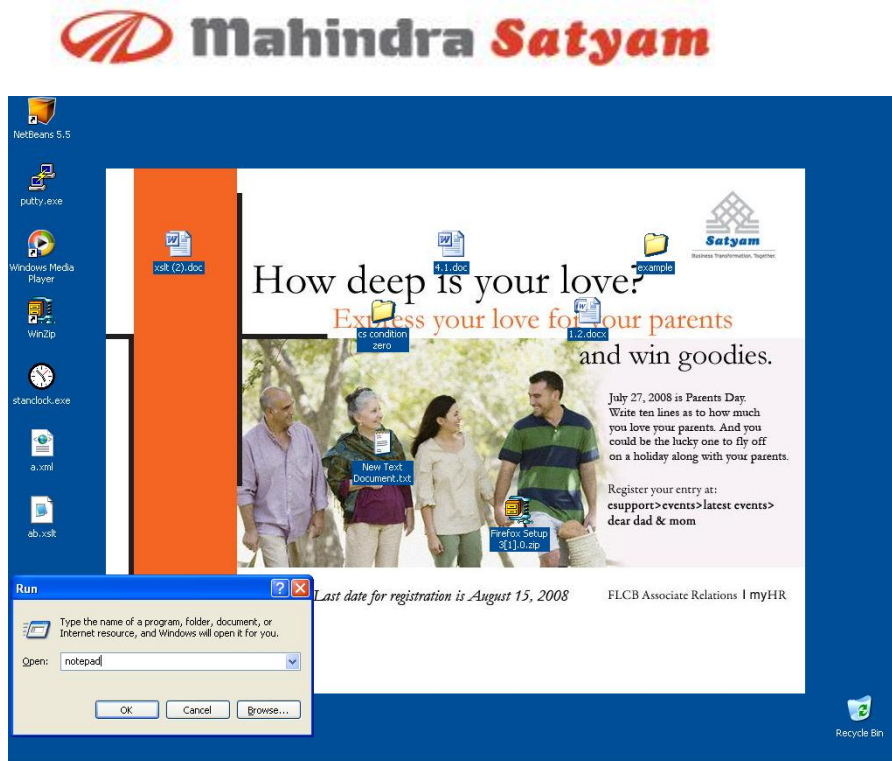 Mahindra Satyam
NetBeans 5.5
putty.exe
Windows Media
Player
WinZip
stanclock.exe
a.xml
ab.xslt
xslt (2).doc
4.1.doc
example
Satyam
Business Transformation. Together.
How deep is your love?
cs condition
zero
1.2.docx
Express your love for your parents
and win goodies.
July 27, 2008 is Parents Day.
Write ten lines as to how much
you love your parents. And you
could be the lucky one to fly off
on a holiday along with your parents.
New Text
Document.txt
Register your entry at:
esupport>events>latest events>
dear dad & mom
Firefox Setup
3[1].0.zip
Last date for registration is August 15, 2008
FLCB Associate Relations I myHR
Run
Type the name of a program, folder, document, or
Internet resource, and Windows will open it for you.
Open: notepad
OK Cancel Browse...
Recycle Bin